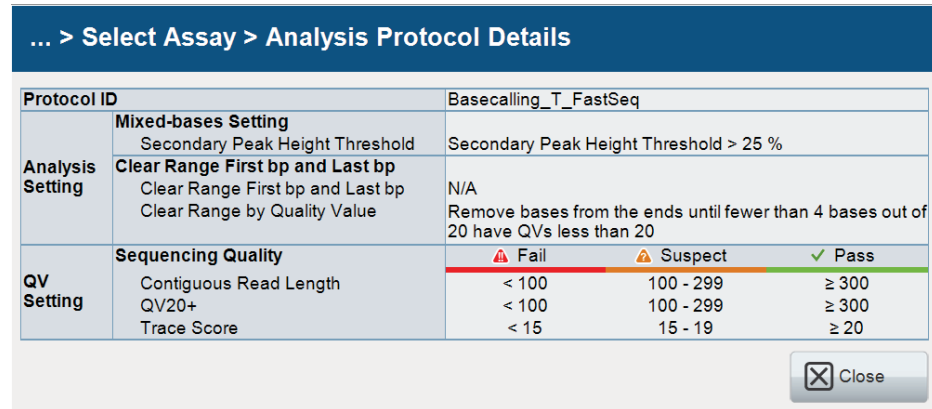 ... > Select Assay > Analysis Protocol Details
Protocol ID Basecalling_T_FastSeq
Analysis Setting
Mixed-bases Setting
Secondary Peak Height Threshold Secondary Peak Height Threshold > 25 %
Clear Range First bp and Last bp
Clear Range First bp and Last bp N/A
Clear Range by Quality Value Remove bases from the ends until fewer than 4 bases out of
20 have QVs less than 20
QV Setting
Sequencing Quality Fail Suspect Pass
Contiguous Read Length < 100 100 - 299 ≥ 300
QV20+ < 100 100 - 299 ≥ 300
Trace Score < 15 15 - 19 ≥ 20
Close